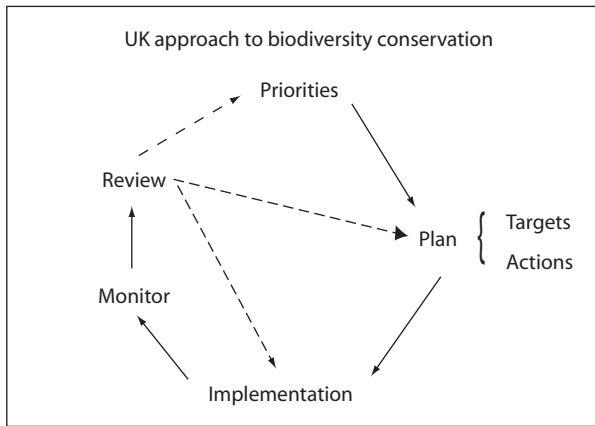 UK approach to biodiversity conservation
Priorities
Review
Plan
Targets
Actions
Monitor
Implementation